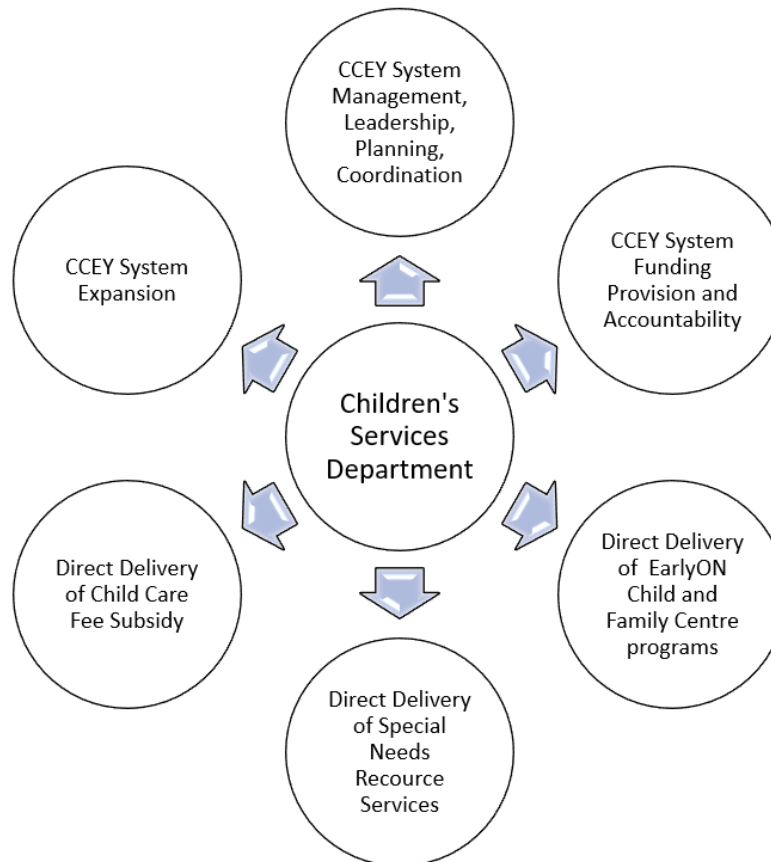 CCEY System
Management,
Leadership,
Planning,
Coordination
CCEY System
Expansion
CCEY System
Funding
Provision and
Accountability
Children's
Services
Department
Direct Delivery
of Child Care
Fee Subsidy
Direct Delivery
of EarlyON
Child and
Family Centre
programs
Direct Delivery
of Special
Needs
Recource
Services